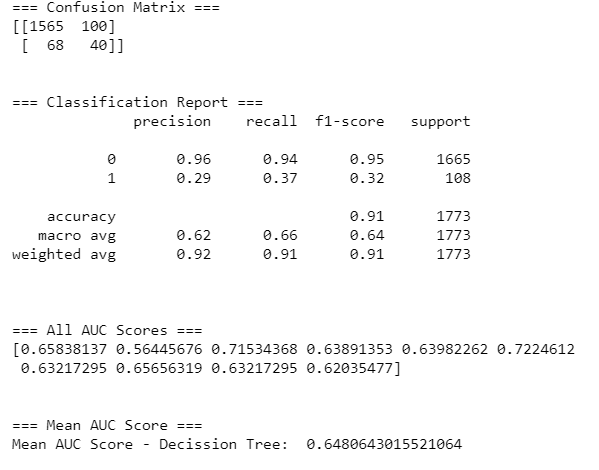 === Confusion Matrix ===
[[1565  100]
 [  68   40]]
=== Classification Report ===
              precision    recall  f1-score   support
           0       0.96      0.94      0.95      1665
           1       0.29      0.37      0.32       108
    accuracy                           0.91      1773
   macro avg       0.62      0.66      0.64      1773
weighted avg       0.92      0.91      0.91      1773
=== All AUC Scores ===
[0.65838137 0.56445676 0.71534368 0.63891353 0.63982262 0.7224612
 0.63217295 0.65656319 0.63217295 0.62035477]
=== Mean AUC Score ===
Mean AUC Score - Decission Tree:  0.6480643015521064